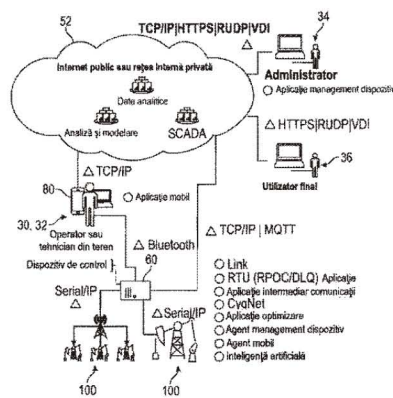 52
TCP/IP|HTTPS|RUDP|VDI
34
Internet public sau rețea internă privată
Date analitice
Analiză și modelare
SCADA
Administrator
Aplicație management dispozitiv
HTTPS|RUDP|VDI
36
Utilizator final
TCP/IP
80
Aplicație mobil
30, 32
Operator sau
tehnician din teren
TCP/IP | MQTT
Bluetooth
Dispozitiv de control
60
Serial/IP
Serial/IP
Link
RTU (RPOC/DLQ) Aplicație
Aplicație intermediar comunicații
CygNet
Aplicație optimizare
Agent management dispozitiv
Agent mobil
Inteligență artificială
100
100